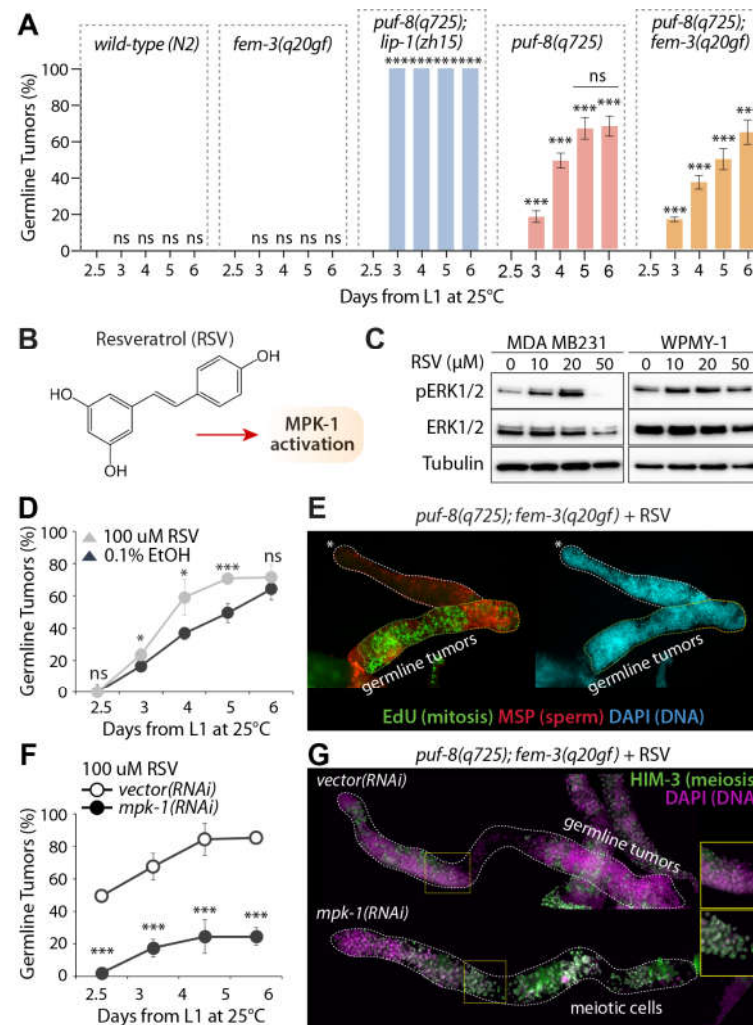 A
wild-type (N2)
fem-3(q20gf)
puf-8(q725);
lip-1(zh15)
puf-8(q725)
puf-8(q725);
fem-3(q20gf)
Germline Tumors (%)
100
80
60
40
20
0
ns ns ns ns
ns ns ns ns
*** *** *** ***
*** *** *** ***
ns
*** *** *** ***
2.5 3 4 5 6
2.5 3 4 5 6
2.5 3 4 5 6
2.5 3 4 5 6
2.5 3 4 5 6
Days from L1 at 25°C
B
Resveratrol (RSV)
OH
HO
OH
MPK-1
activation
C
MDA MB231 WPMY-1
RSV (µM) 0 10 20 50 0 10 20 50
pERK1/2
ERK1/2
Tubulin
D
Germline Tumors (%)
100
80
60
40
20
0
100 uM RSV
0.1% EtOH
ns * * *** ns
2.5 3 4 5 6
Days from L1 at 25°C
E
puf-8(q725); fem-3(q20gf) + RSV
*
*
germline tumors
germline tumors
EdU (mitosis) MSP (sperm) DAPI (DNA)
F
100 uM RSV
vector(RNAi)
mpk-1(RNAi)
Germline Tumors (%)
100
80
60
40
20
0
*** *** *** ***
2.5 3 4 5 6
Days from L1 at 25°C
G
puf-8(q725); fem-3(q20gf) + RSV
vector(RNAi)
HIM-3 (meiosis
DAPI (DNA)
germline tumors
mpk-1(RNAi)
meiotic cells